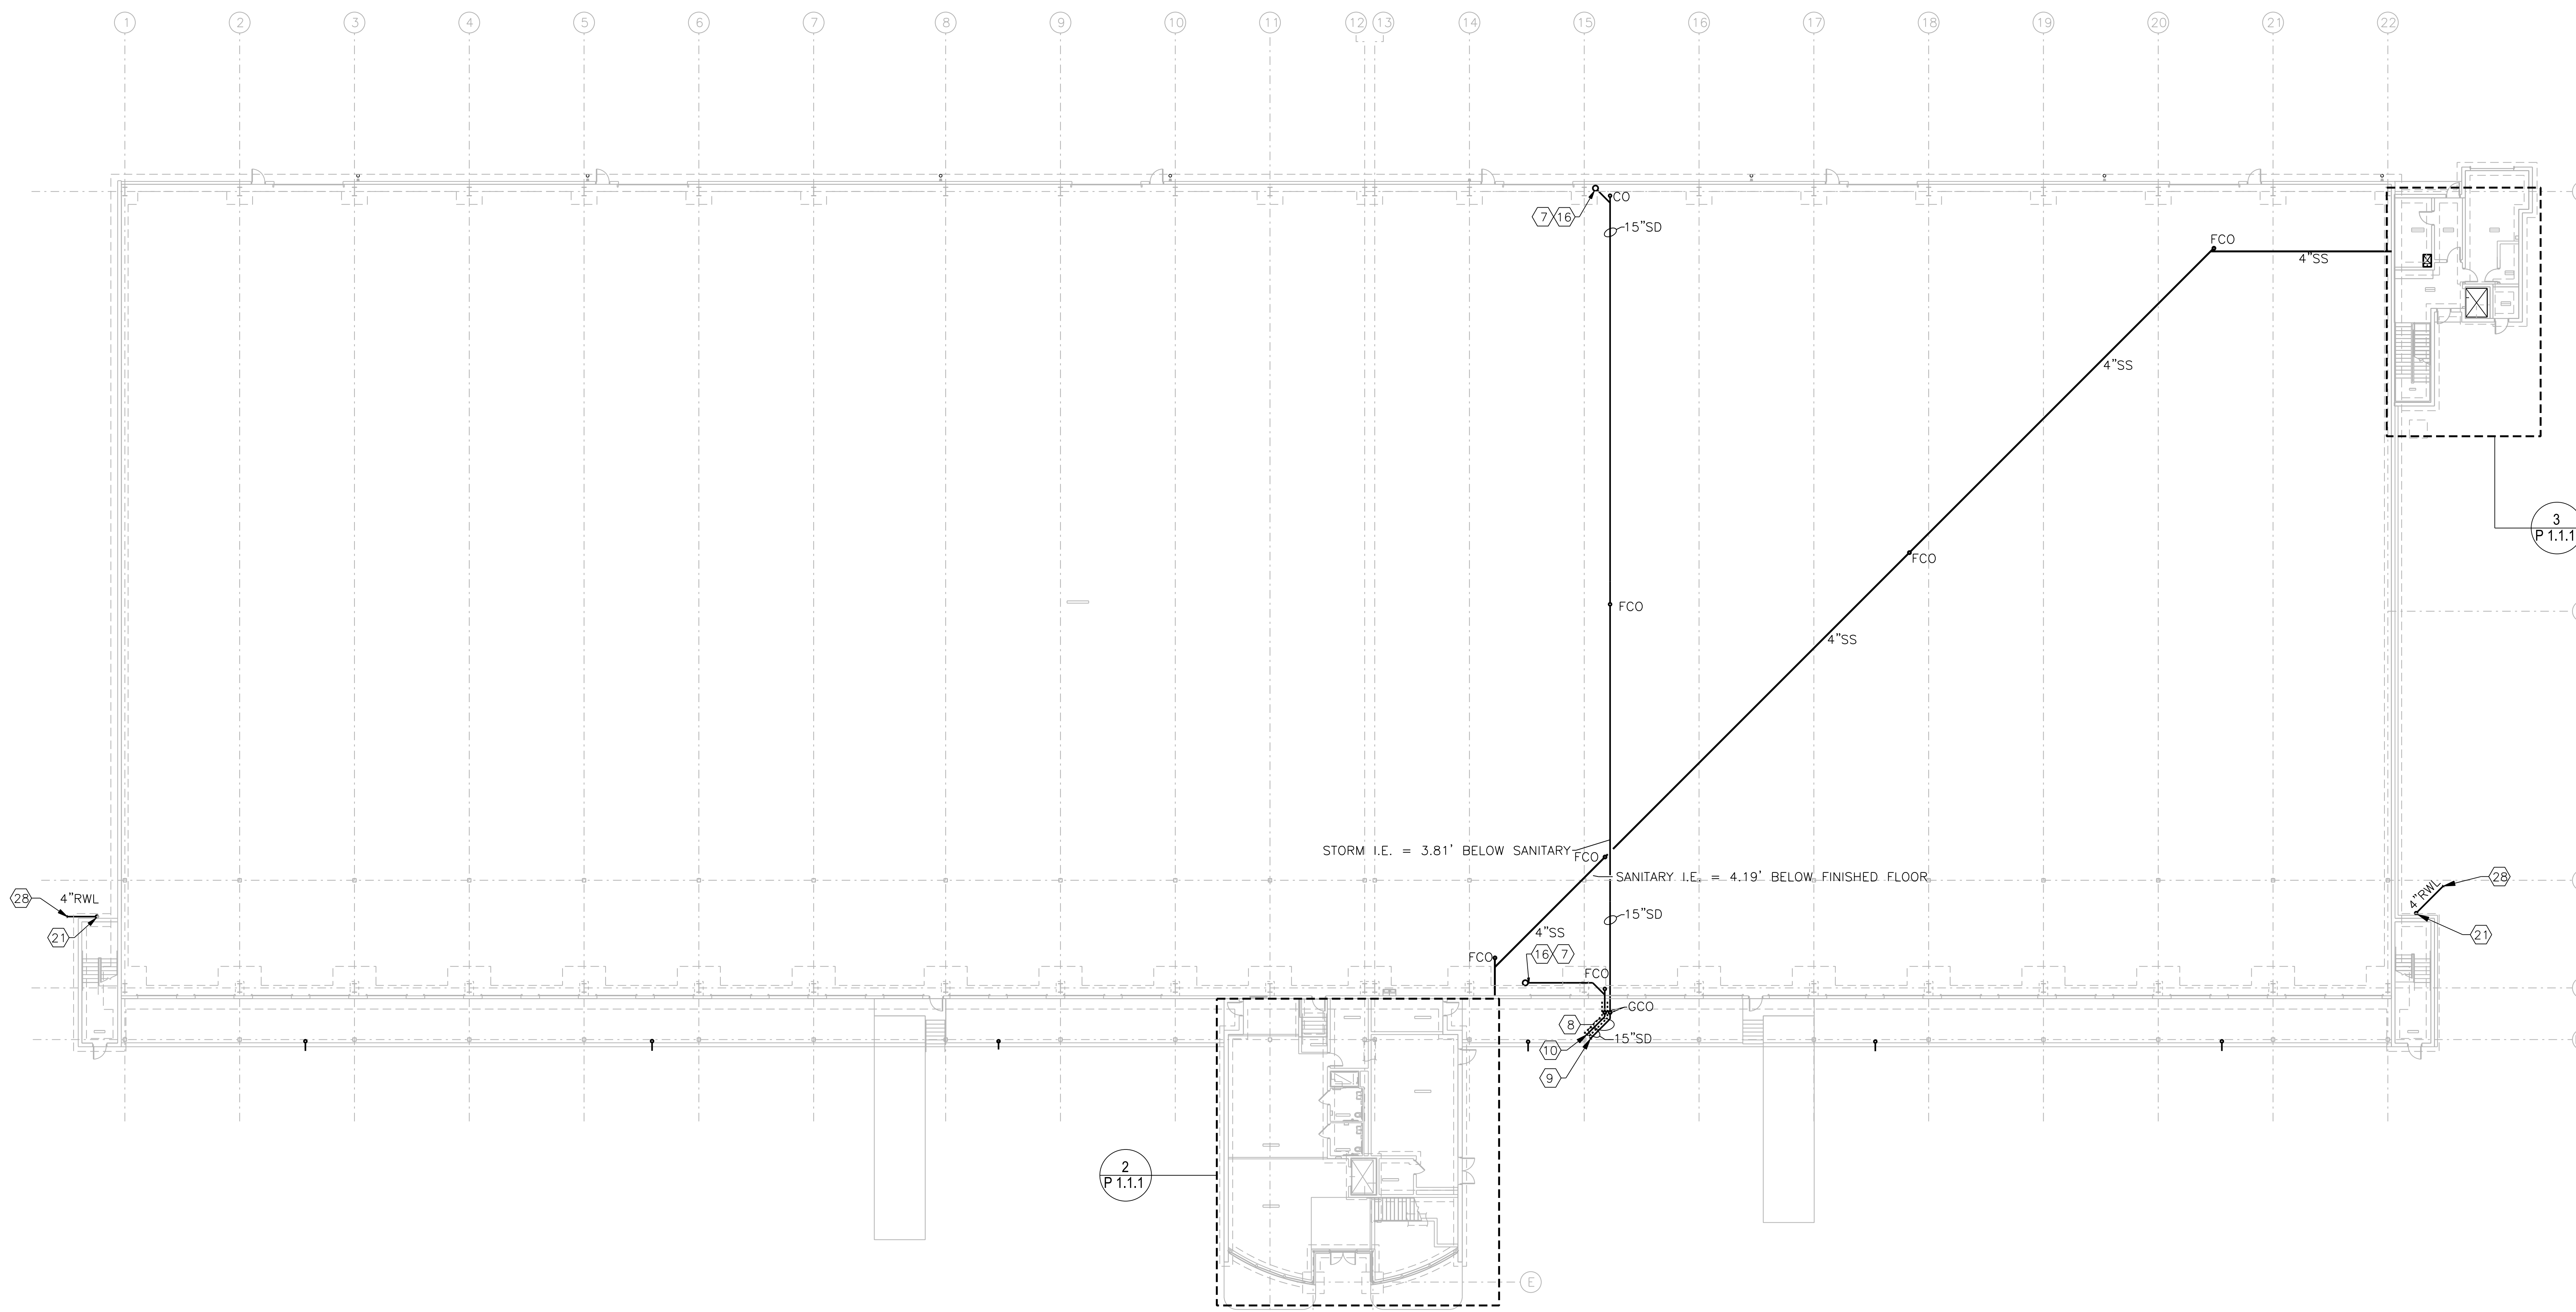 1 2 3 4 5 6 7 8 9 10 11 12 13 14 15 16 17 18 19 20 21 22
CO
7 16
15"SD
FCO
4"SS
4"SS
3
P 1.1.1
FCO
FCO
4"SS
STORM I.E. = 3.81' BELOW SANITARY
FCO
SANITARY I.E. = 4.19' BELOW FINISHED FLOOR
28
4"RWL
21
4"RWL
28
21
15"SD
4"SS
FCO
16 7
FCO
GCO
8
15"SD
10
9
2
P 1.1.1
E